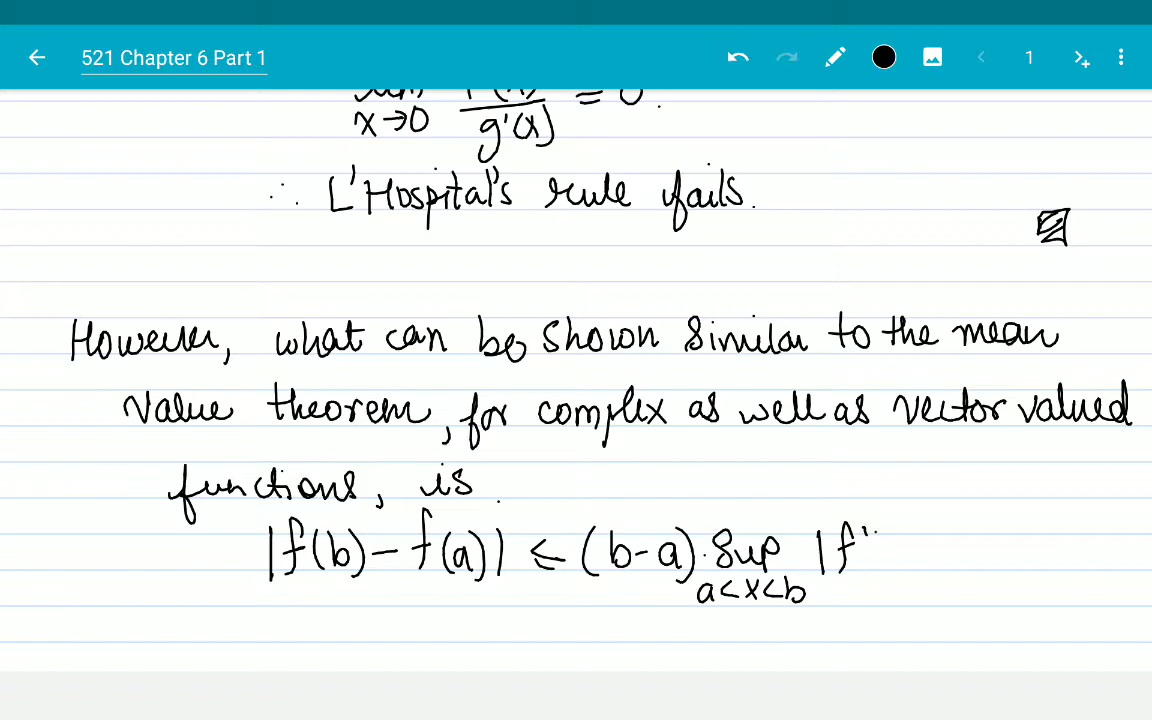 521 Chapter 6 Part 1
1
x→0 g'(x) = 0.
∴ L'Hospital's rule fails.
However, what can be shown similar to the mean
value theorem, for complex as well as vector valued
functions, is.
|f(b) - f(a)| ≤ (b-a) . sup |f'
a<x<b